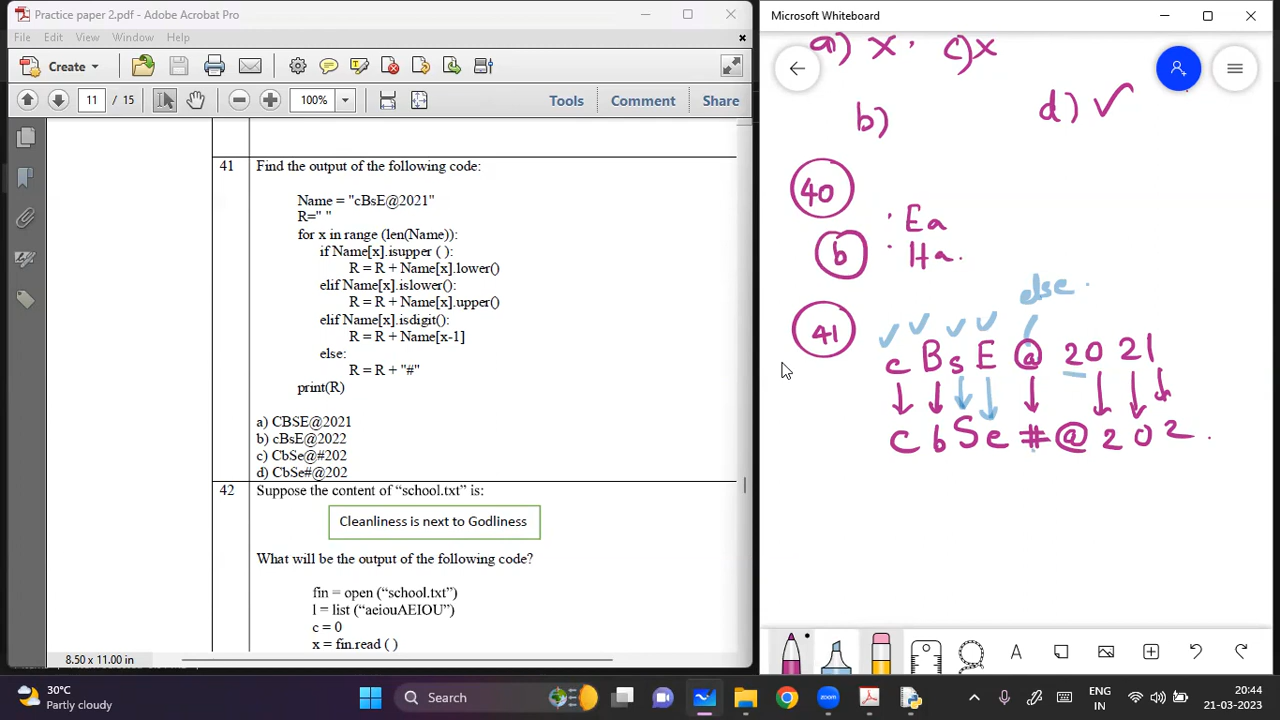 Practice paper 2.pdf - Adobe Acrobat Pro
File Edit View Window Help
Create
11 / 15 100% Tools Comment Share
41 Find the output of the following code:
Name = "cBsE@2021"
R=" "
for x in range (len(Name)):
if Name[x].isupper ( ):
R = R + Name[x].lower()
elif Name[x].islower():
R = R + Name[x].upper()
elif Name[x].isdigit():
R = R + Name[x-1]
else:
R = R + "#"
print(R)
a) CBSE@2021
b) cBsE@2022
c) CbSe@#202
d) CbSe#@202
42 Suppose the content of “school.txt” is:
Cleanliness is next to Godliness
What will be the output of the following code?
fin = open (“school.txt”)
l = list (“aeiouAEIOU”)
c = 0
x = fin.read ( )
8.50 x 11.00 in
Microsoft Whiteboard
a) x c) x
b) d) ✓
40
Ea
b Ha.
else.
41
c B s E @ 20 21
c b S e # @ 2 0 2 .
A
30°C
Partly cloudy
Search
ENG
IN
20:44
21-03-2023